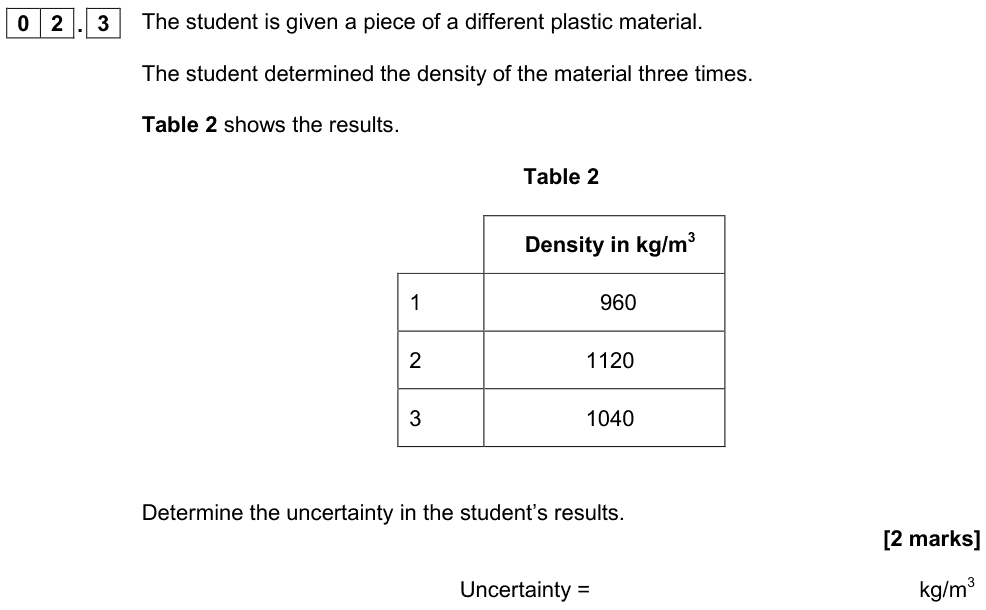 0 2 . 3 The student is given a piece of a different plastic material.
The student determined the density of the material three times.
Table 2 shows the results.
Table 2
Density in kg/m³
1 960
2 1120
3 1040
Determine the uncertainty in the student’s results.
[2 marks]
Uncertainty = kg/m³